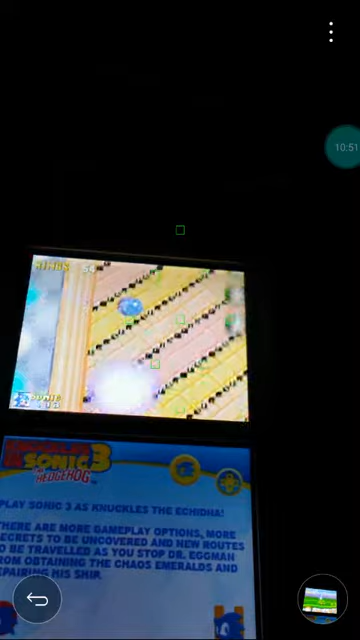 10:51
RINGS 54
SONIC
SONIC 3
THE HEDGEHOG
PLAY SONIC 3 AS KNUCKLES THE ECHIDNA!
THERE ARE MORE GAMEPLAY OPTIONS, MORE
SECRETS TO BE UNCOVERED AND NEW ROUTES
TO BE TRAVELLED AS YOU STOP DR. EGGMAN
FROM OBTAINING THE CHAOS EMERALDS AND
REPAIRING HIS SHIP.